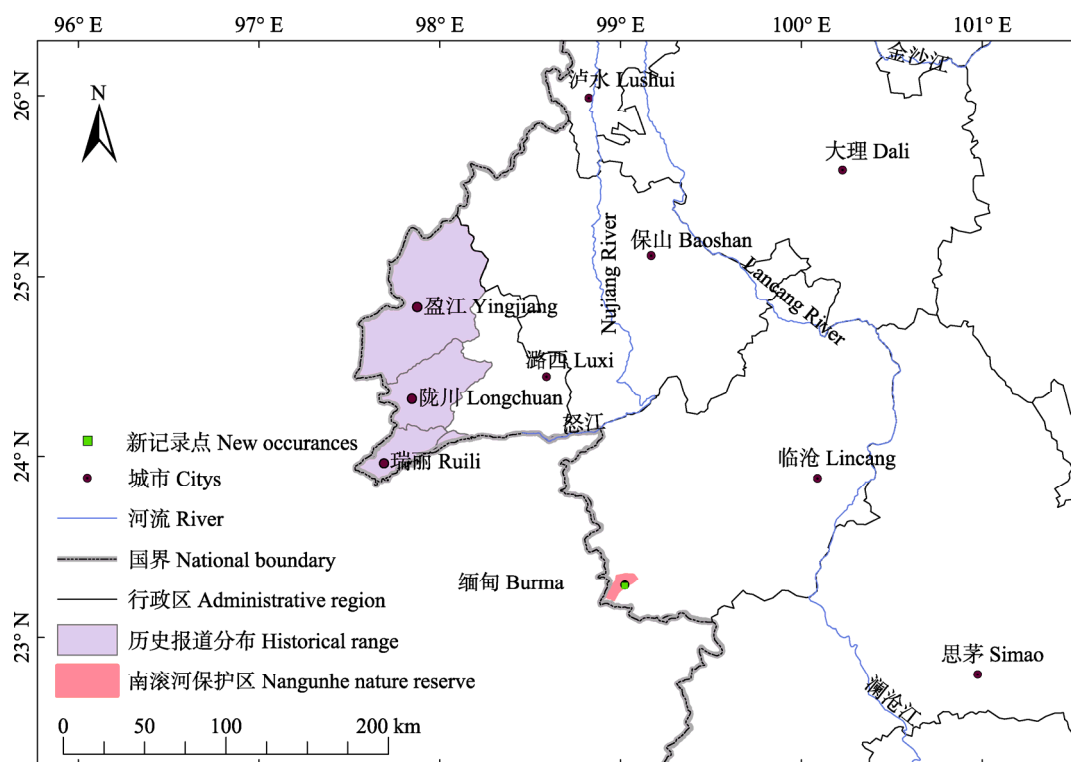 96° E 97° E 98° E 99° E 100° E 101° E
26° N
25° N
24° N
23° N
N
金沙江
泸水 Lushui
大理 Dali
保山 Baoshan
Nujiang River
Lancang River
盈江 Yingjiang
潞西 Luxi
陇川 Longchuan
怒江
瑞丽 Ruili
临沧 Lincang
缅甸 Burma
思茅 Simao
澜沧江
新记录点 New occurances
城市 Citys
河流 River
国界 National boundary
行政区 Administrative region
历史报道分布 Historical range
南滚河保护区 Nangunhe nature reserve
0 50 100 200 km